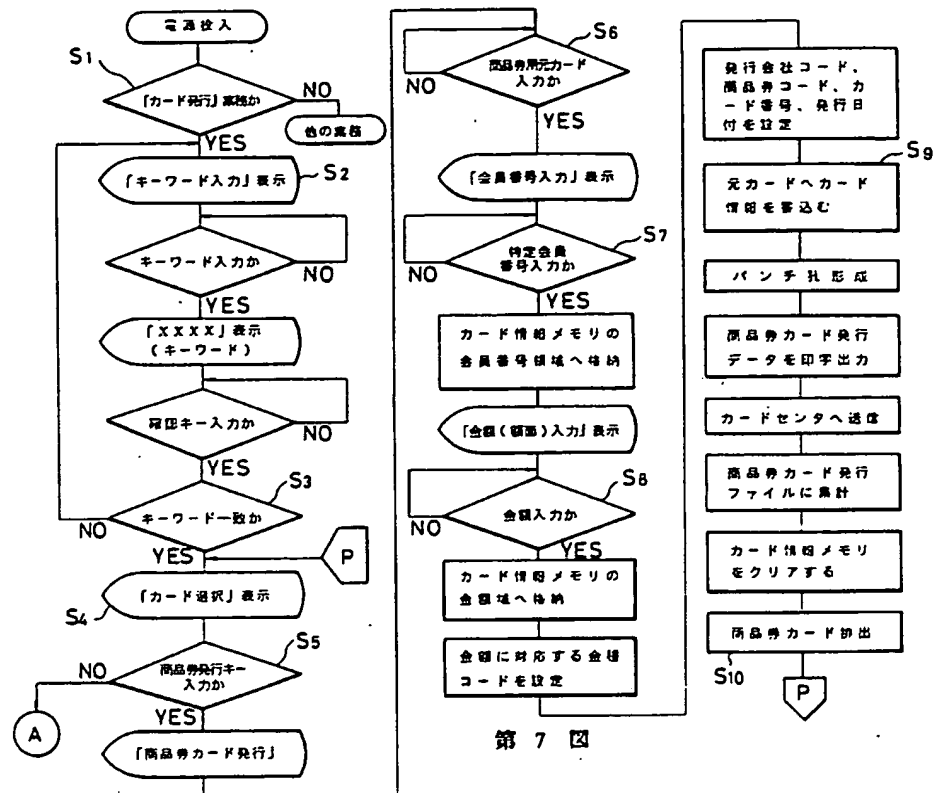 電源投入
S1
「カード発行」業務か
NO
他の業務
YES
「キーワード入力」表示
S2
キーワード入力か
NO
YES
「XXXX」表示
(キーワード)
確認キー入力か
NO
YES
S3
キーワード一致か
NO
YES
P
「カード選択」表示
S4
S5
商品券発行キー
入力か
NO
A
YES
「商品券カード発行」
S6
商品券用元カード
入力か
NO
YES
「会員番号入力」表示
S7
特定会員
番号入力か
NO
YES
カード情報メモリの
会員番号領域へ格納
「金額(額面)入力」表示
S8
金額入力か
NO
YES
カード情報メモリの
金額域へ格納
金額に対応する金種
コードを設定
発行会社コード、
商品券コード、カ
ード番号、発行日
付を設定
S9
元カードへカード
情報を書込む
パンチ孔形成
商品券カード発行
データを印字出力
カードセンタへ送信
商品券カード発行
ファイルに集計
カード情報メモリ
をクリアする
商品券カード排出
S10
P
第 7 図